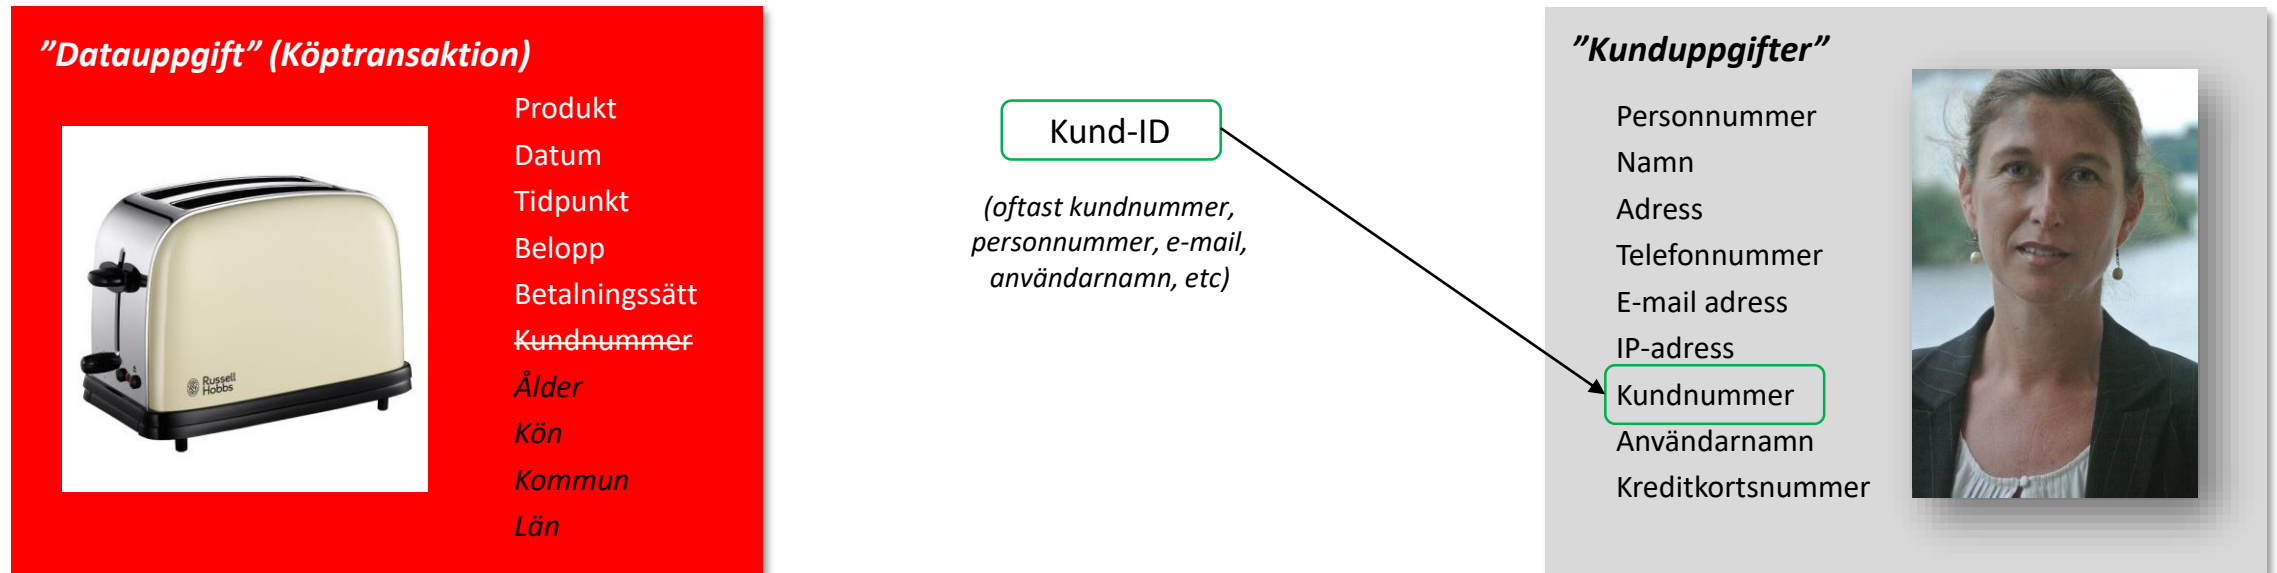 ”Datauppgift” (Köptransaktion)
Produkt
Datum
Tidpunkt
Belopp
Betalningssätt
Kundnummer
Ålder
Kön
Kommun
Län
Russell
Hobbs
Kund-ID
(oftast kundnummer,
personnummer, e-mail,
användarnamn, etc)
”Kunduppgifter”
Personnummer
Namn
Adress
Telefonnummer
E-mail adress
IP-adress
Kundnummer
Användarnamn
Kreditkortsnummer